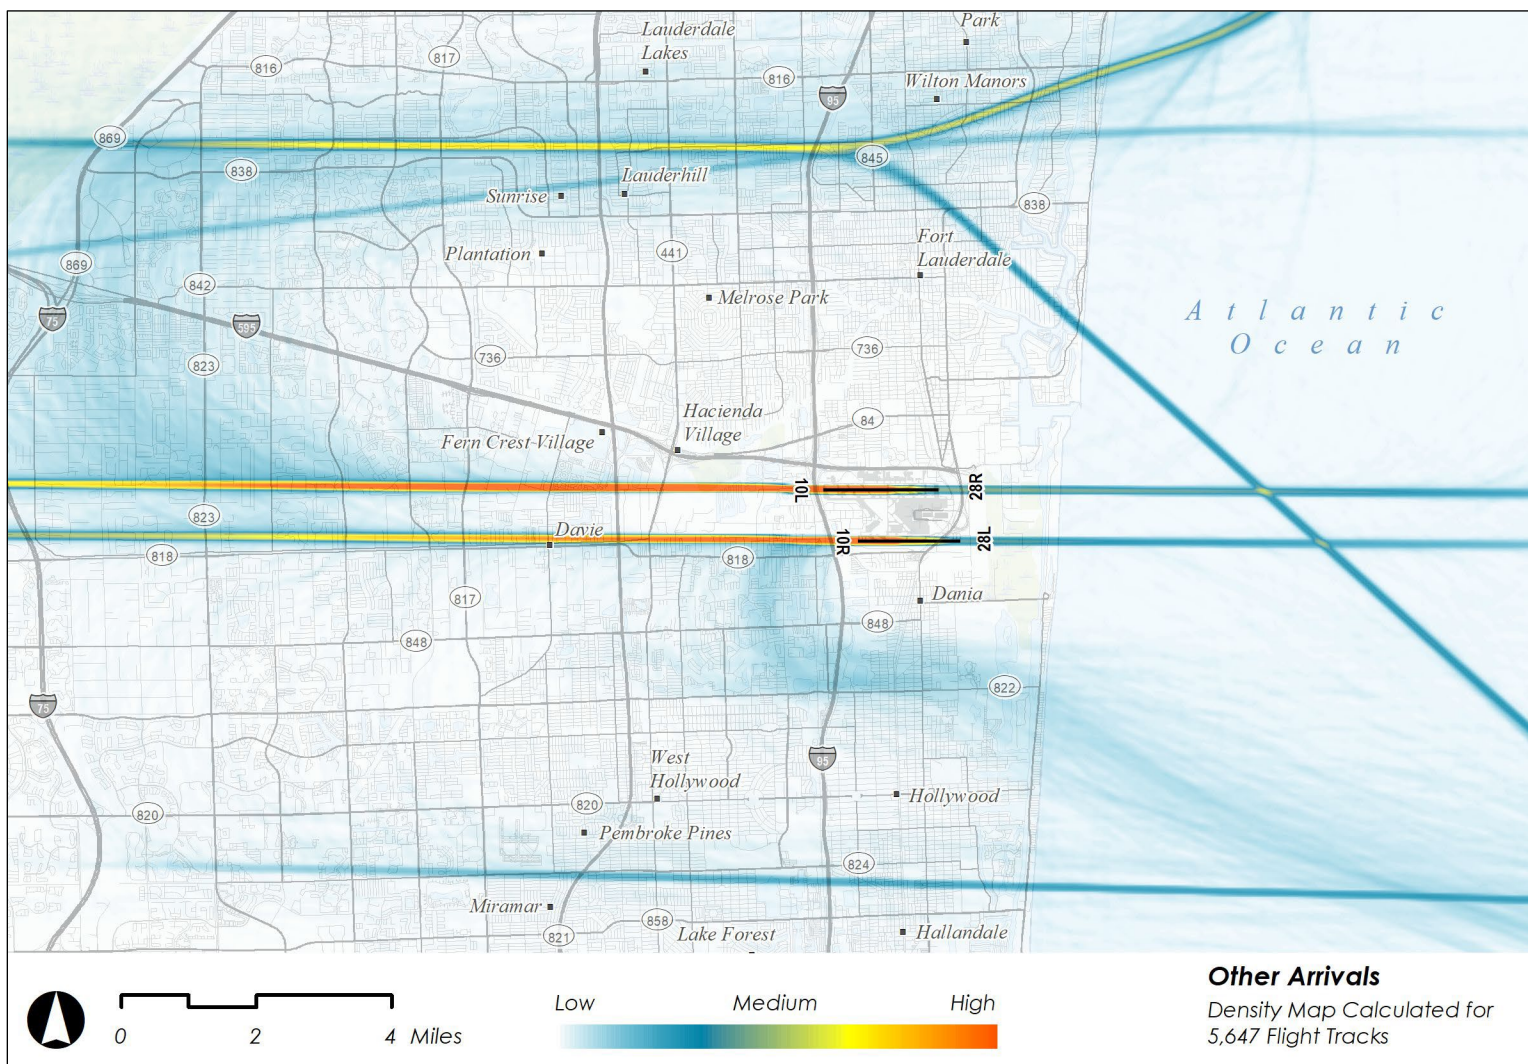 Lauderdale
Lakes
Park
816
817
816
Wilton Manors
95
869
838
845
Lauderhill
Sunrise
838
Plantation
441
Fort
Lauderdale
869
842
Melrose Park
75
595
Atlantic
Ocean
823
736
736
Hacienda
Village
84
Fern Crest Village
10L
28R
823
Davie
10R
28L
818
818
817
Dania
848
848
822
75
West
Hollywood
95
820
820
Hollywood
Pembroke Pines
824
Miramar
858
821
Lake Forest
Hallandale
Other Arrivals
Density Map Calculated for
5,647 Flight Tracks
Low Medium High
0 2 4 Miles